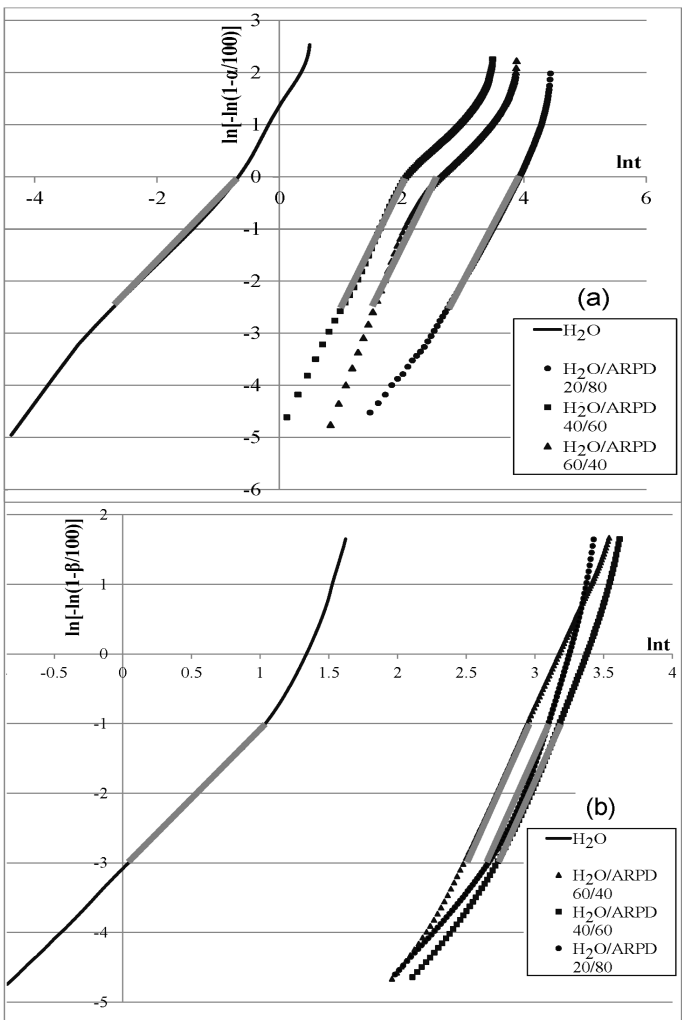 3
2
1
0
-1
-2
-3
-4
-5
-6
-4
-2
0
2
4
6
ln[-ln(1-α/100)]
lnt
(a)
H₂O
H₂O/ARPD
20/80
H₂O/ARPD
40/60
H₂O/ARPD
60/40
2
1
0
-1
-2
-3
-4
-5
-0.5
0
0.5
1
1.5
2
2.5
3
3.5
4
ln[-ln(1-β/100)]
lnt
(b)
H₂O
H₂O/ARPD
60/40
H₂O/ARPD
40/60
H₂O/ARPD
20/80